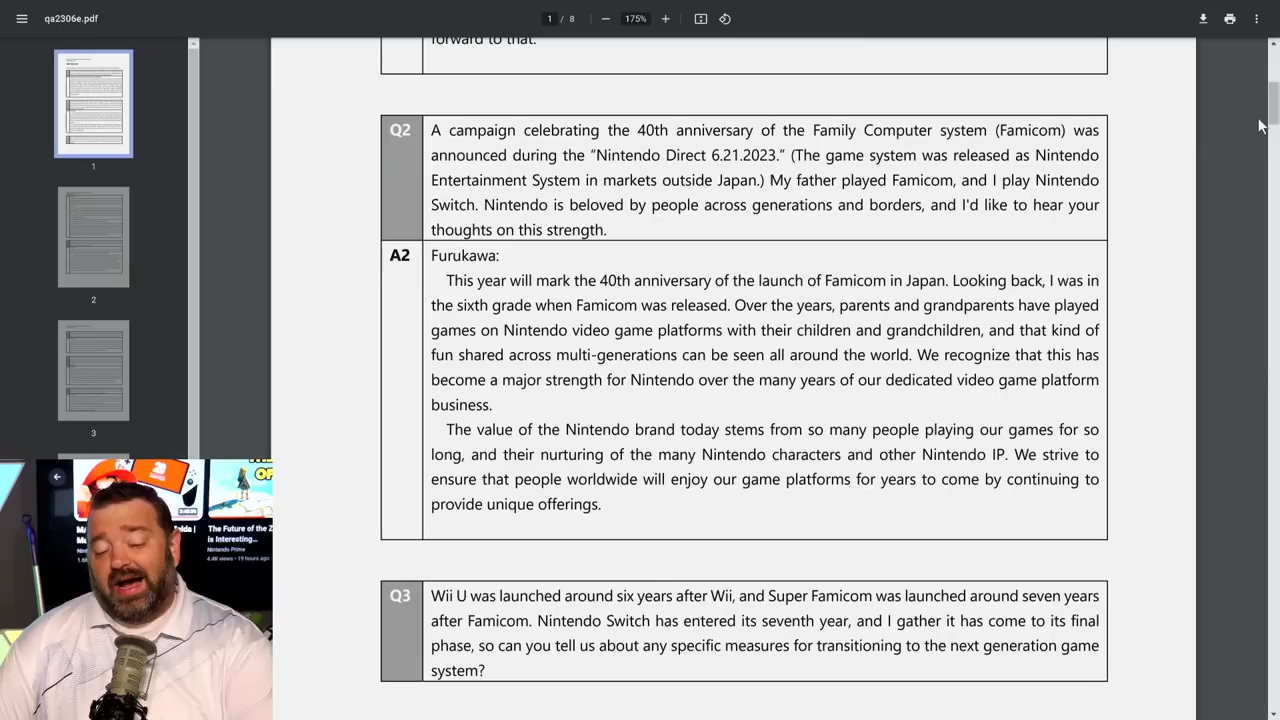 qa2306e.pdf
1 / 8
175%
forward to that.
Q2
A campaign celebrating the 40th anniversary of the Family Computer system (Famicom) was
announced during the “Nintendo Direct 6.21.2023.” (The game system was released as Nintendo
Entertainment System in markets outside Japan.) My father played Famicom, and I play Nintendo
Switch. Nintendo is beloved by people across generations and borders, and I'd like to hear your
thoughts on this strength.
A2
Furukawa:
This year will mark the 40th anniversary of the launch of Famicom in Japan. Looking back, I was in
the sixth grade when Famicom was released. Over the years, parents and grandparents have played
games on Nintendo video game platforms with their children and grandchildren, and that kind of
fun shared across multi-generations can be seen all around the world. We recognize that this has
become a major strength for Nintendo over the many years of our dedicated video game platform
business.
The value of the Nintendo brand today stems from so many people playing our games for so
long, and their nurturing of the many Nintendo characters and other Nintendo IP. We strive to
ensure that people worldwide will enjoy our game platforms for years to come by continuing to
provide unique offerings.
Q3
Wii U was launched around six years after Wii, and Super Famicom was launched around seven years
after Famicom. Nintendo Switch has entered its seventh year, and I gather it has come to its final
phase, so can you tell us about any specific measures for transitioning to the next generation game
system?
1
2
3
The Future of the Z
is Interesting...
Nintendo Prime
4.4K views • 19 hours ago